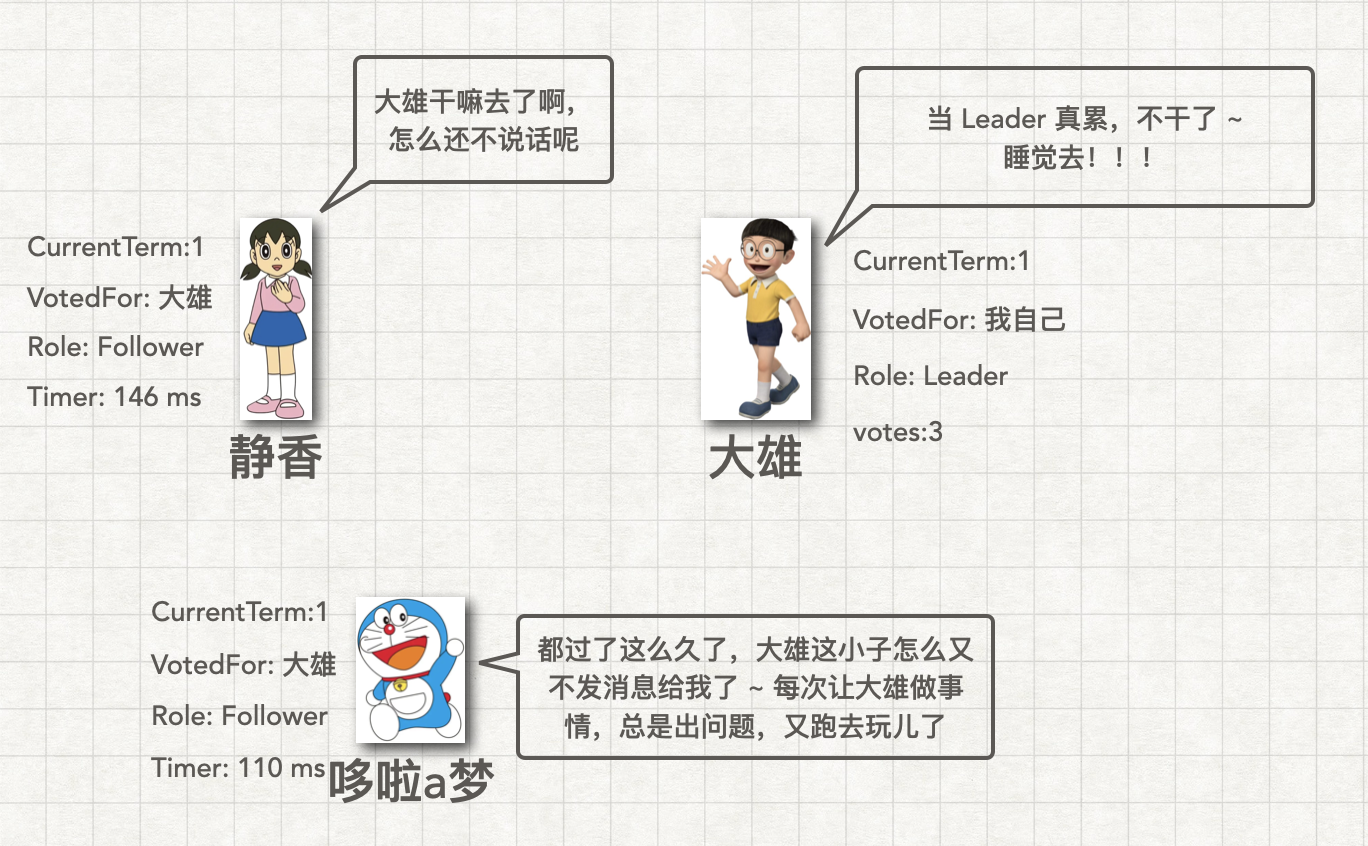 大雄干嘛去了啊，
怎么还不说话呢
当 Leader 真累，不干了 ~
睡觉去！！！
CurrentTerm:1
VotedFor: 大雄
Role: Follower
Timer: 146 ms
静香
CurrentTerm:1
VotedFor: 我自己
Role: Leader
votes:3
大雄
CurrentTerm:1
VotedFor: 大雄
Role: Follower
Timer: 110 ms
哆啦a梦
都过了这么久了，大雄这小子怎么又
不发消息给我了 ~ 每次让大雄做事
情，总是出问题，又跑去玩儿了